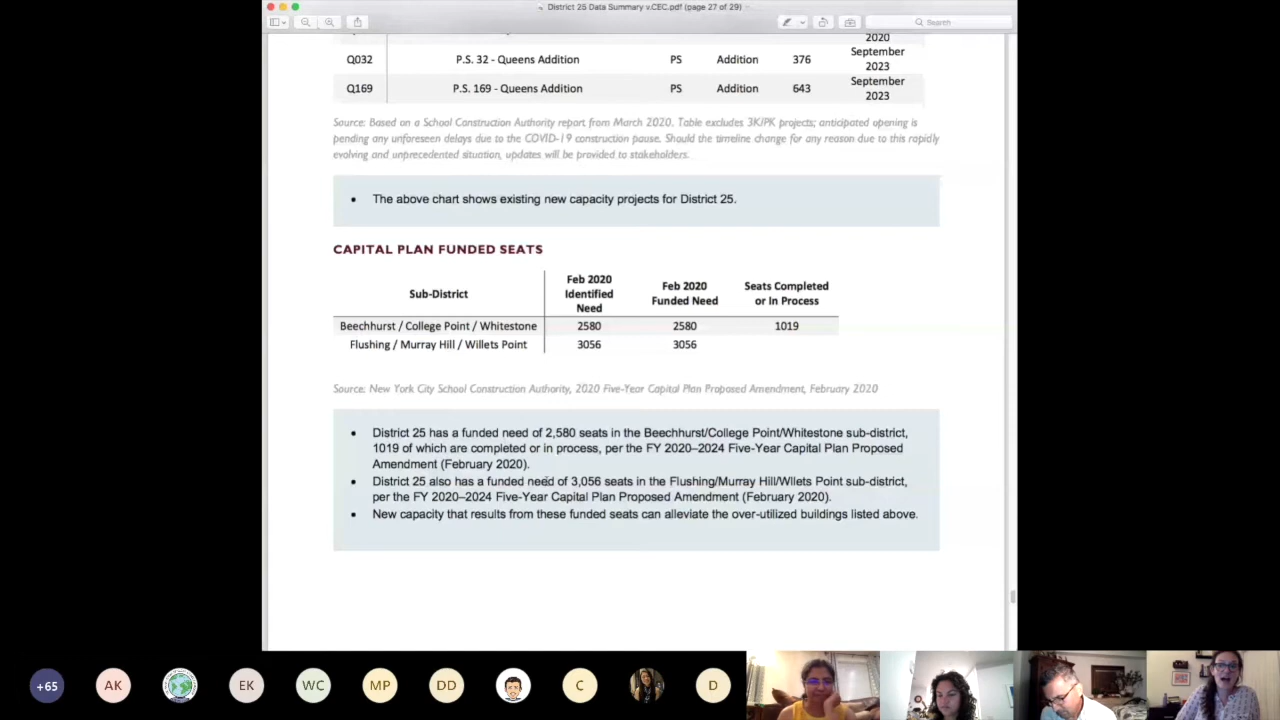 District 25 Data Summary v.CEC.pdf (page 27 of 29)
Search
2020
Q032 P.S. 32 - Queens Addition PS Addition 376 September 2023
Q169 P.S. 169 - Queens Addition PS Addition 643 September 2023
Source: Based on a School Construction Authority report from March 2020. Table excludes 3K/PK projects; anticipated opening is
pending any unforeseen delays due to the COVID-19 construction pause. Should the timeline change for any reason due to this rapidly
evolving and unprecedented situation, updates will be provided to stakeholders.
• The above chart shows existing new capacity projects for District 25.
CAPITAL PLAN FUNDED SEATS
Sub-District Feb 2020 Identified Need Feb 2020 Funded Need Seats Completed or In Process
Beechhurst / College Point / Whitestone 2580 2580 1019
Flushing / Murray Hill / Willets Point 3056 3056
Source: New York City School Construction Authority, 2020 Five-Year Capital Plan Proposed Amendment, February 2020
• District 25 has a funded need of 2,580 seats in the Beechhurst/College Point/Whitestone sub-district,
1019 of which are completed or in process, per the FY 2020–2024 Five-Year Capital Plan Proposed
Amendment (February 2020).
• District 25 also has a funded need of 3,056 seats in the Flushing/Murray Hill/Wllets Point sub-district,
per the FY 2020–2024 Five-Year Capital Plan Proposed Amendment (February 2020).
• New capacity that results from these funded seats can alleviate the over-utilized buildings listed above.
+65 AK EK WC MP DD C D